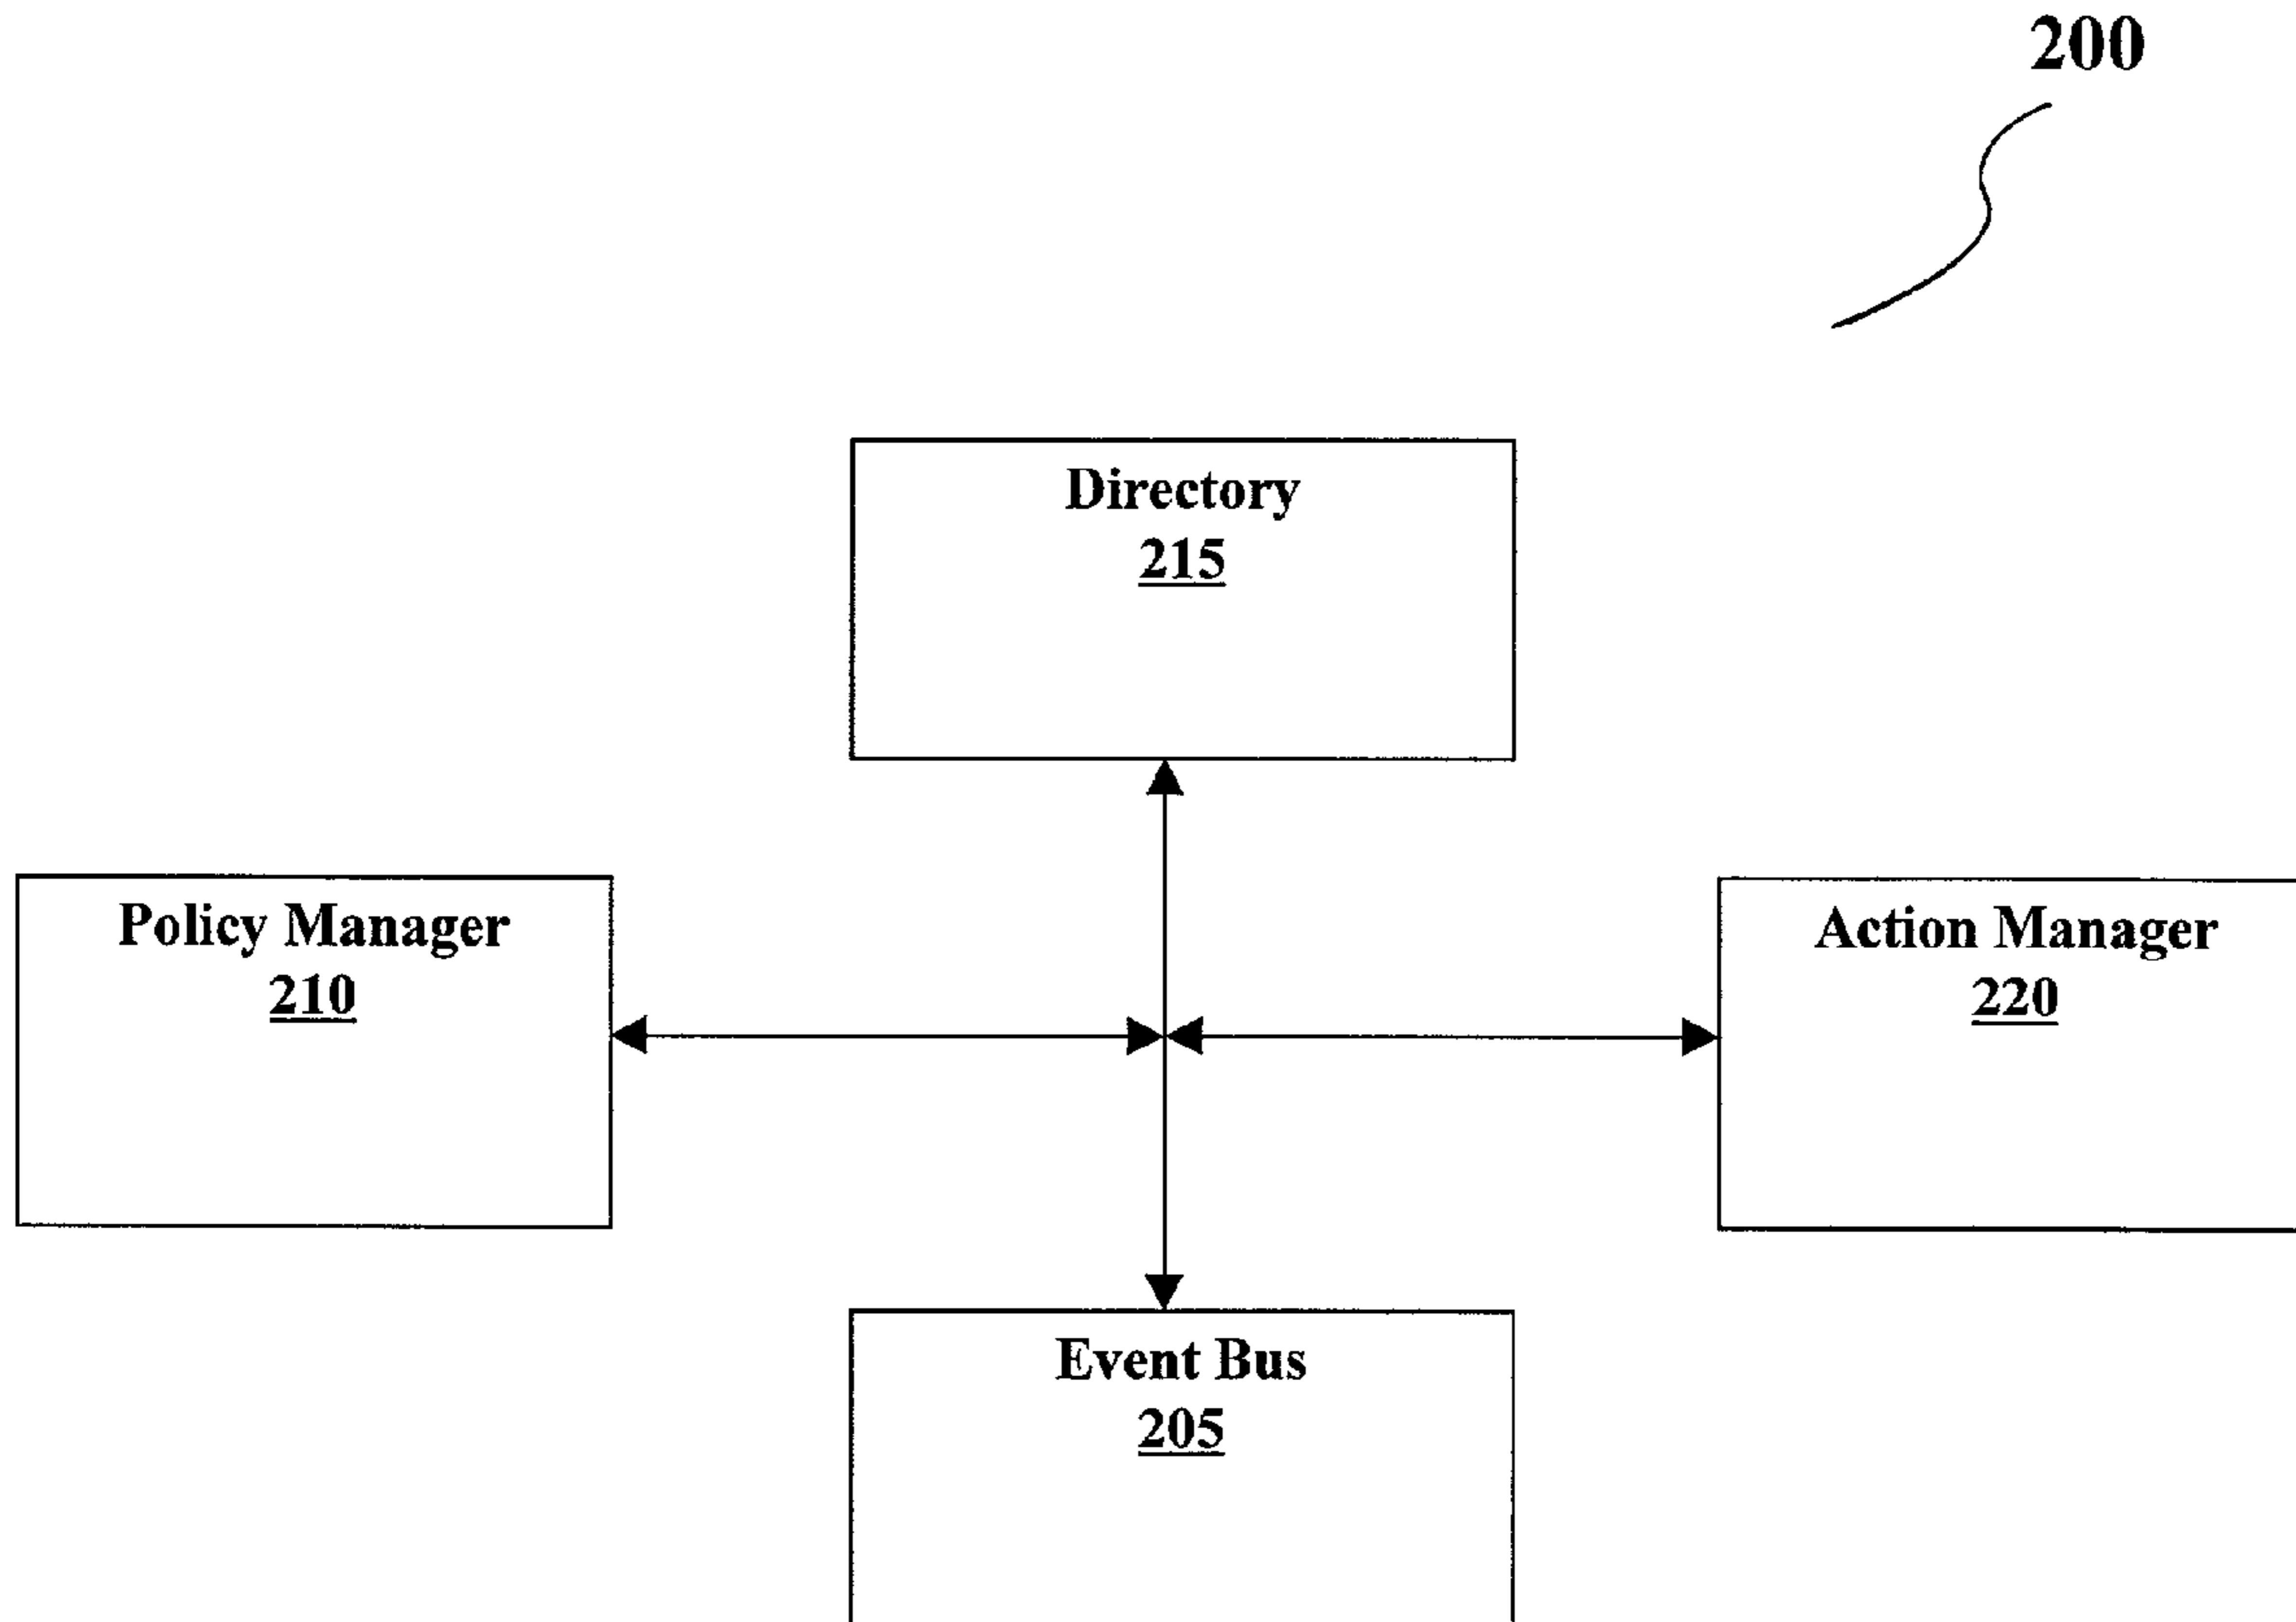 200
Directory
215
Policy Manager
210
Action Manager
220
Event Bus
205